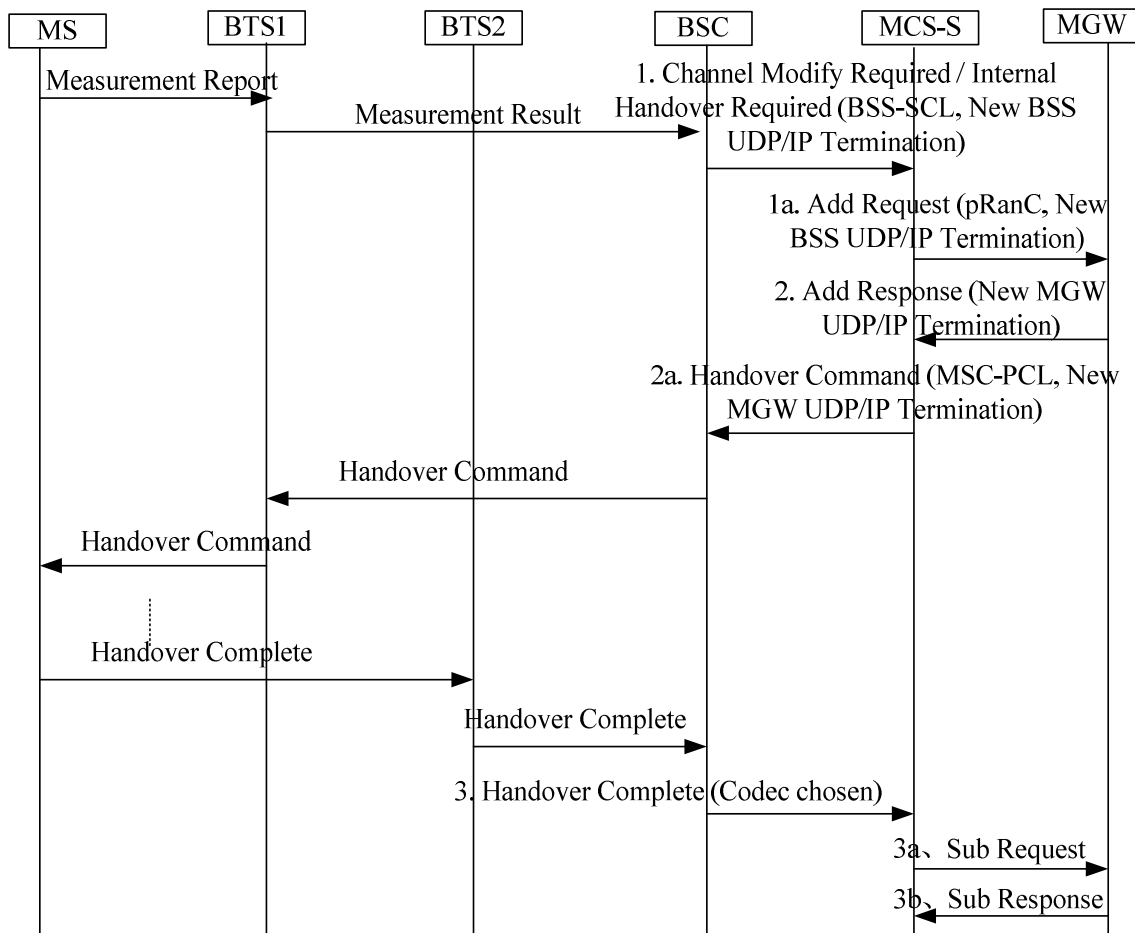 MS
BTS1
BTS2
BSC
MCS-S
MGW
Measurement Report
Measurement Result
1. Channel Modify Required / Internal
Handover Required (BSS-SCL, New BSS
UDP/IP Termination)
1a. Add Request (pRanC, New
BSS UDP/IP Termination)
2. Add Response (New MGW
UDP/IP Termination)
2a. Handover Command (MSC-PCL, New
MGW UDP/IP Termination)
Handover Command
Handover Command
Handover Complete
Handover Complete
3. Handover Complete (Codec chosen)
3a、Sub Request
3b、Sub Response